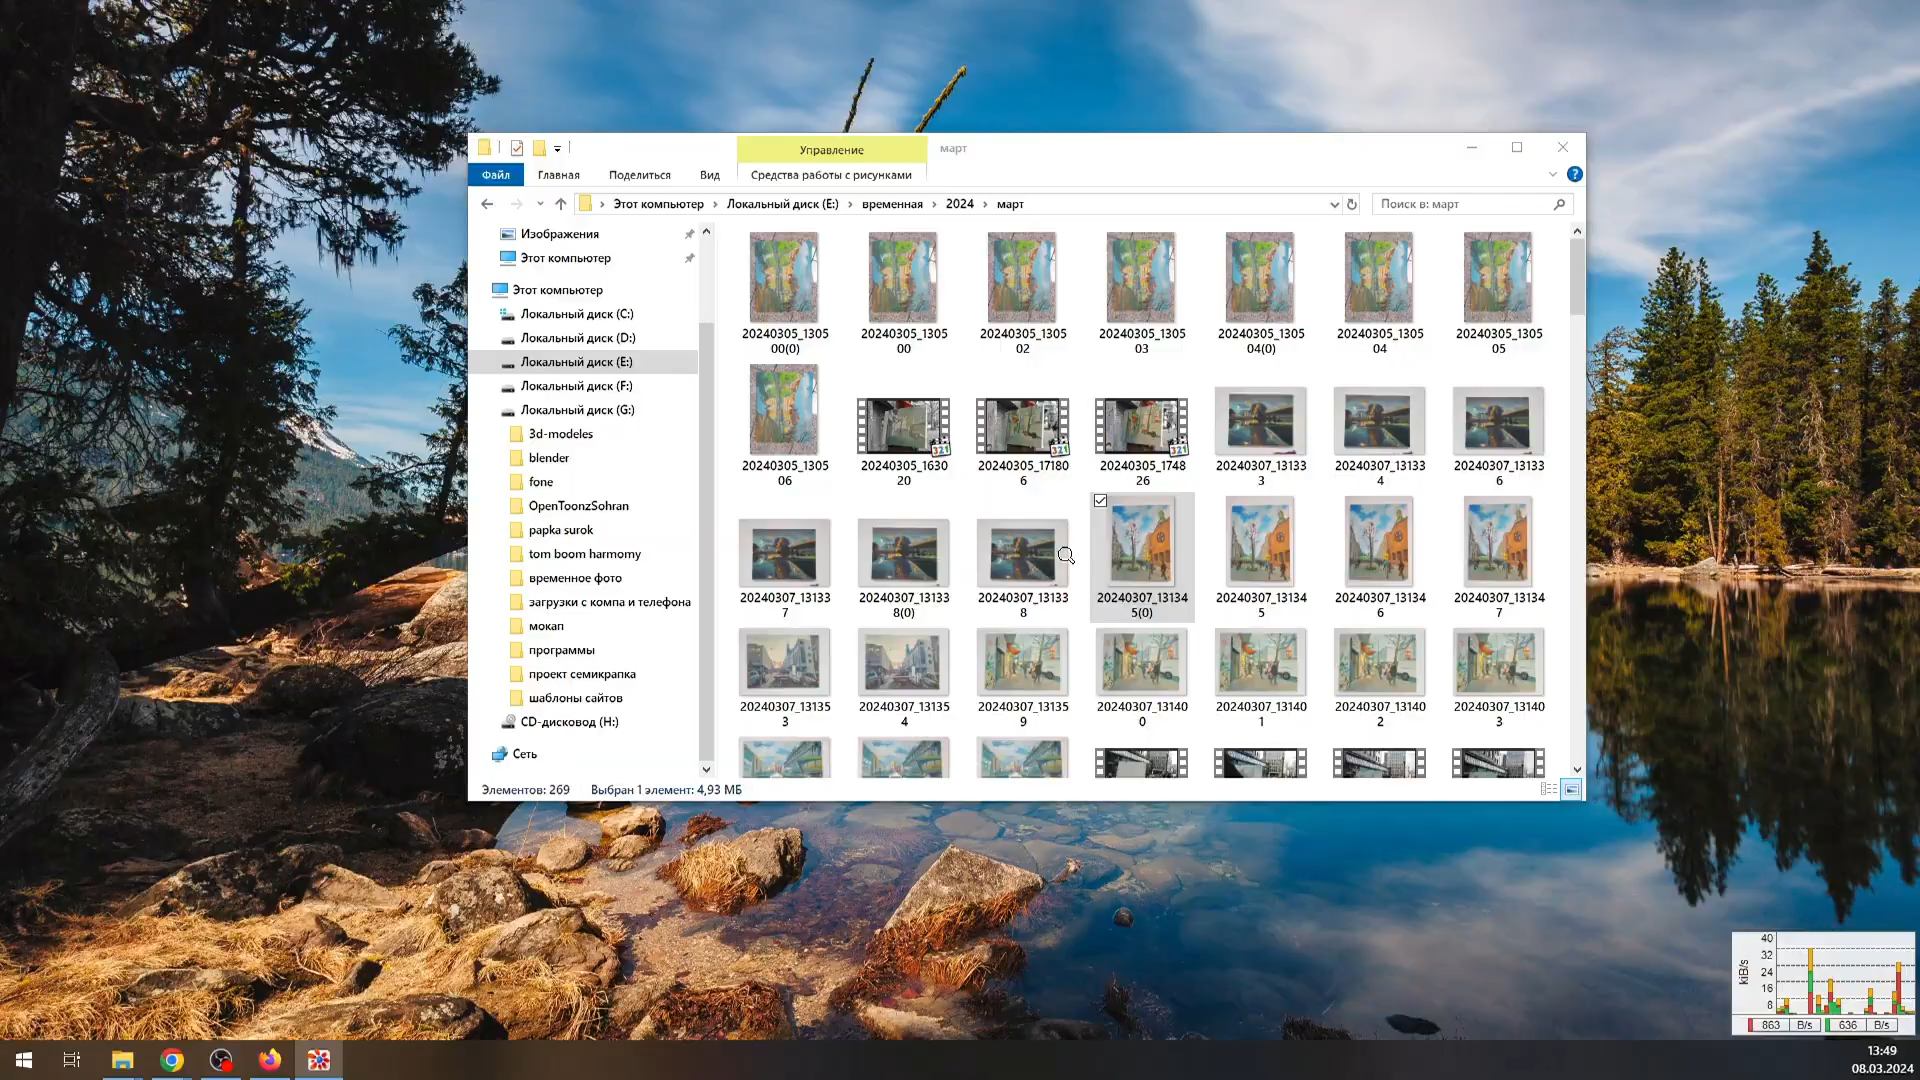 Управление
март
Файл
Главная
Поделиться
Вид
Средства работы с рисунками
Этот компьютер
Локальный диск (E:)
временная
2024
март
Поиск в: март
Изображения
Этот компьютер
Этот компьютер
Локальный диск (C:)
Локальный диск (D:)
Локальный диск (E:)
Локальный диск (F:)
Локальный диск (G:)
3d-modeles
blender
fone
OpenToonzSohran
papka surok
tom boom harmomy
временное фото
загрузки с компа и телефона
мокап
программы
проект семикрапка
шаблоны сайтов
CD-дисковод (H:)
Сеть
20240305_1305
00(0)
20240305_1305
00
20240305_1305
02
20240305_1305
03
20240305_1305
04(0)
20240305_1305
04
20240305_1305
05
20240305_1305
06
20240305_1630
20
20240305_17180
6
20240305_1748
26
20240307_13133
3
20240307_13133
4
20240307_13133
6
20240307_13133
7
20240307_13133
8(0)
20240307_13133
8
20240307_13134
5(0)
20240307_13134
5
20240307_13134
6
20240307_13134
7
20240307_13135
3
20240307_13135
4
20240307_13135
9
20240307_13140
0
20240307_13140
1
20240307_13140
2
20240307_13140
3
321
321
321
Элементов: 269
Выбран 1 элемент: 4,93 МБ
40
32
24
16
8
kiB/s
863
B/s
636
B/s
13:49
08.03.2024